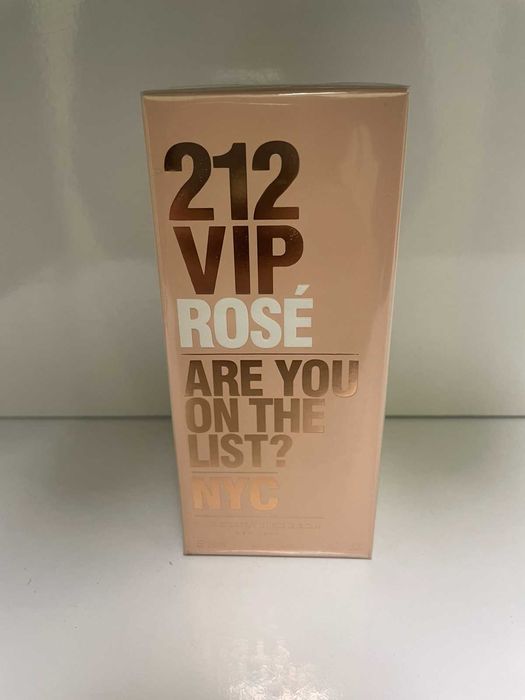 212
VIP
ROSÉ
ARE YOU
ON THE
LIST?
NYC